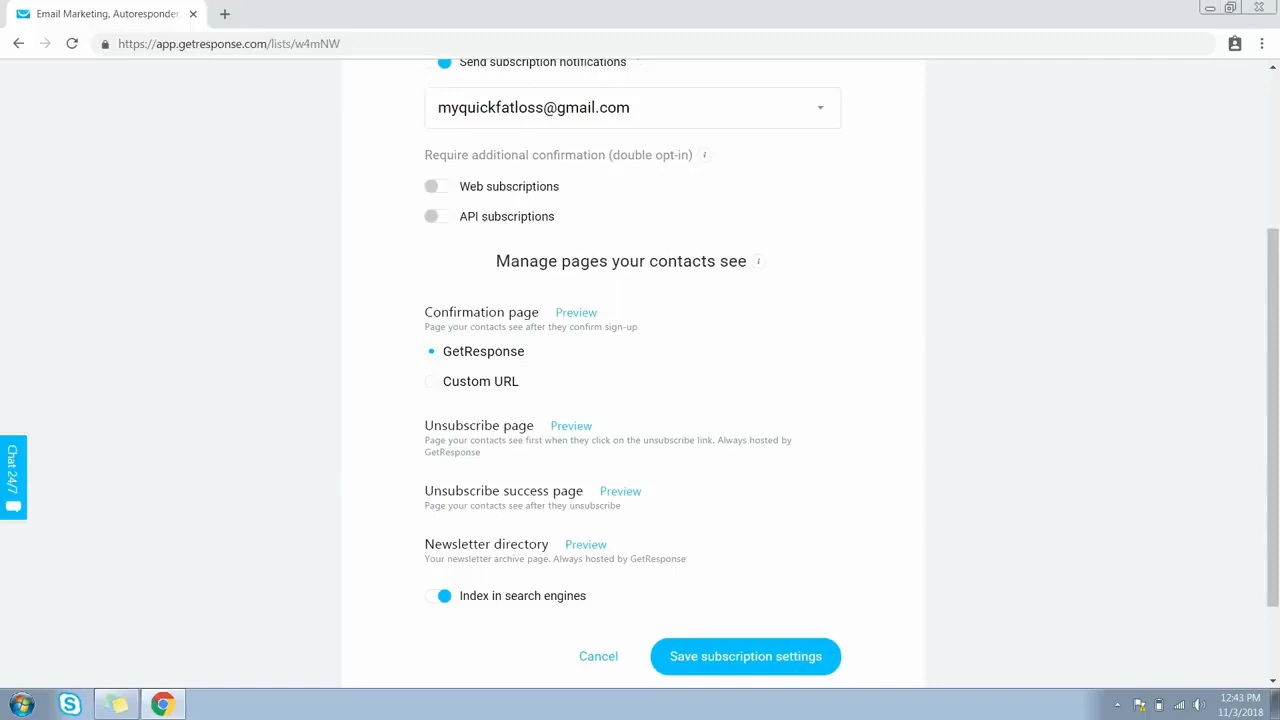 Email Marketing, Autoresponder
https://app.getresponse.com/lists/w4mNW
Send subscription notifications
myquickfatloss@gmail.com
Require additional confirmation (double opt-in) i
Web subscriptions
API subscriptions
Manage pages your contacts see i
Confirmation page Preview
Page your contacts see after they confirm sign-up
GetResponse
Custom URL
Unsubscribe page Preview
Page your contacts see first when they click on the unsubscribe link. Always hosted by
GetResponse
Unsubscribe success page Preview
Page your contacts see after they unsubscribe
Newsletter directory Preview
Your newsletter archive page. Always hosted by GetResponse
Index in search engines
Cancel Save subscription settings
Chat 24/7
12:43 PM
11/3/2018